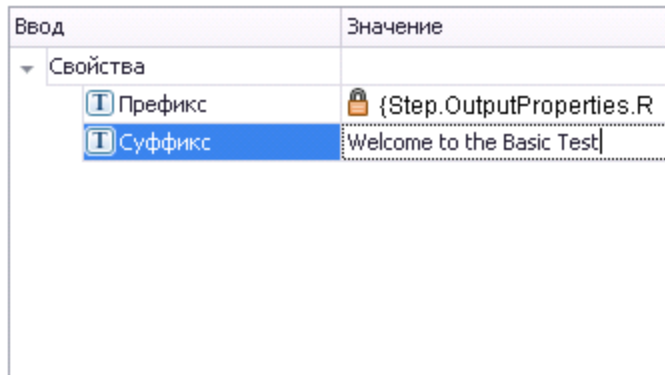 Ввод Значение
Свойства
Префикс {Step.OutputProperties.R
Суффикс Welcome to the Basic Test